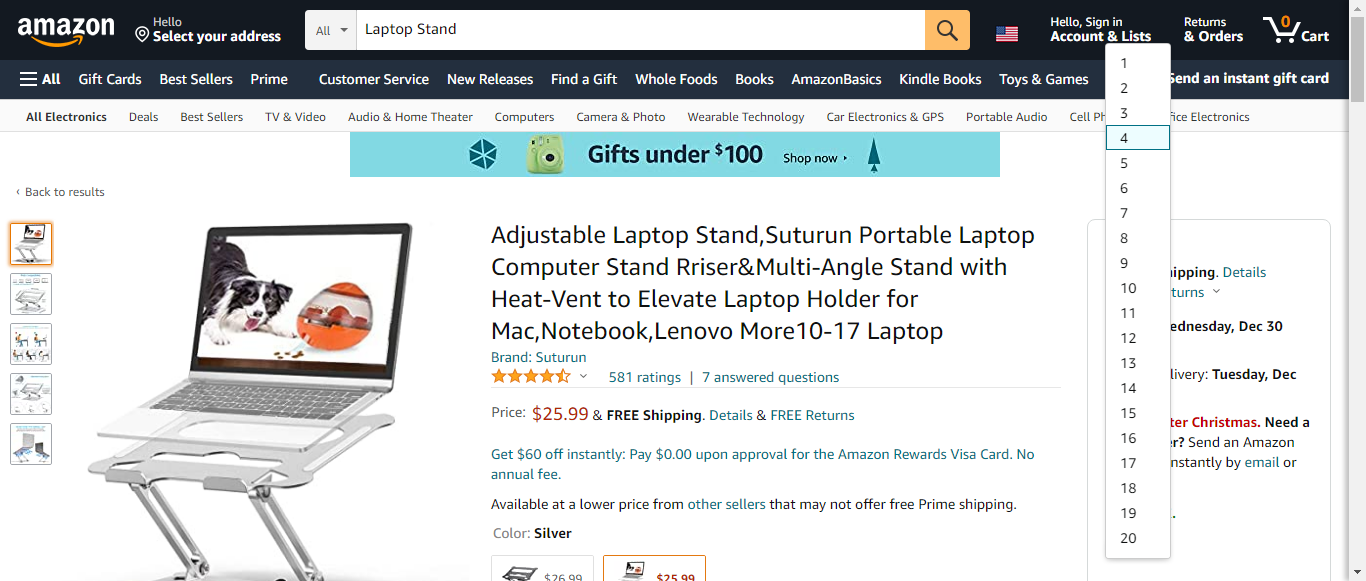 amazon
Hello
Select your address
All
Laptop Stand
Hello, Sign in
Account & Lists
Returns
& Orders
0
Cart
All
Gift Cards
Best Sellers
Prime
Customer Service
New Releases
Find a Gift
Whole Foods
Books
AmazonBasics
Kindle Books
Toys & Games
Send an instant gift card
All Electronics
Deals
Best Sellers
TV & Video
Audio & Home Theater
Computers
Camera & Photo
Wearable Technology
Car Electronics & GPS
Portable Audio
Cell
Electronics
Gifts under $100
Shop now ›
‹ Back to results
Adjustable Laptop Stand,Suturun Portable Laptop
Computer Stand Rriser&Multi-Angle Stand with
Heat-Vent to Elevate Laptop Holder for
Mac,Notebook,Lenovo More10-17 Laptop
Brand: Suturun
581 ratings | 7 answered questions
Price: $25.99 & FREE Shipping. Details & FREE Returns
Get $60 off instantly: Pay $0.00 upon approval for the Amazon Rewards Visa Card. No
annual fee.
Available at a lower price from other sellers that may not offer free Prime shipping.
Color: Silver
$26.99
$25.99
1
2
3
4
5
6
7
8
9
10
11
12
13
14
15
16
17
18
19
20
Details
Dec 30
Tuesday, Dec
Christmas. Need a
Send an Amazon
by email or